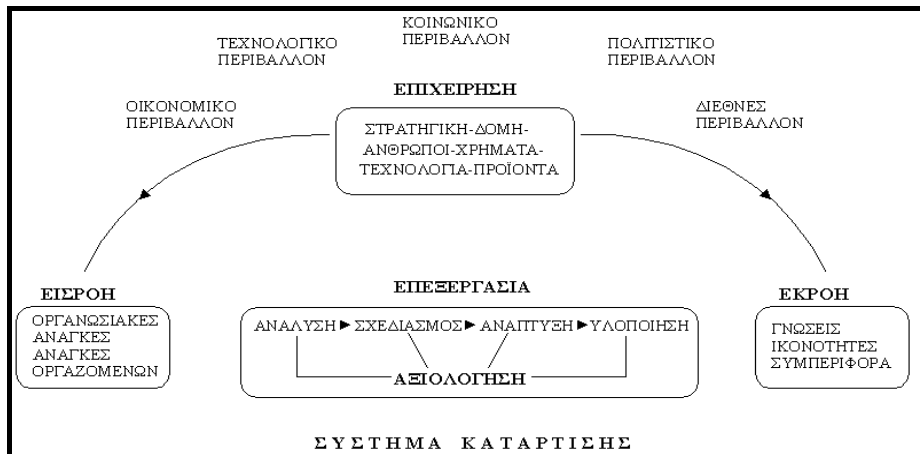 ΚΟΙΝΩΝΙΚΟ
ΠΕΡΙΒΑΛΛΟΝ
ΤΕΧΝΟΛΟΓΙΚΟ
ΠΕΡΙΒΑΛΛΟΝ
ΠΟΛΙΤΙΣΤΙΚΟ
ΠΕΡΙΒΑΛΛΟΝ
ΟΙΚΟΝΟΜΙΚΟ
ΠΕΡΙΒΑΛΛΟΝ
ΕΠΙΧΕΙΡΗΣΗ
ΣΤΡΑΤΗΓΙΚΗ-ΔΟΜΗ-
ΑΝΘΡΩΠΟΙ-ΧΡΗΜΑΤΑ-
ΤΕΧΝΟΛΟΓΙΑ-ΠΡΟΪΟΝΤΑ
ΔΙΕΘΝΕΣ
ΠΕΡΙΒΑΛΛΟΝ
ΕΙΣΡΟΗ
ΟΡΓΑΝΩΣΙΑΚΕΣ
ΑΝΑΓΚΕΣ
ΑΝΑΓΚΕΣ
ΟΡΓΑΖΟΜΕΝΩΝ
ΕΠΕΞΕΡΓΑΣΙΑ
ΑΝΑΛΥΣΗ►ΣΧΕΔΙΑΣΜΟΣ►ΑΝΑΠΤΥΞΗ►ΥΛΟΠΟΙΗΣΗ
ΑΞΙΟΛΟΓΗΣΗ
ΕΚΡΟΗ
ΓΝΩΣΕΙΣ
ΙΚΟΝΟΤΗΤΕΣ
ΣΥΜΠΕΡΙΦΟΡΑ
ΣΥΣΤΗΜΑ ΚΑΤΑΡΤΙΣΗΣ